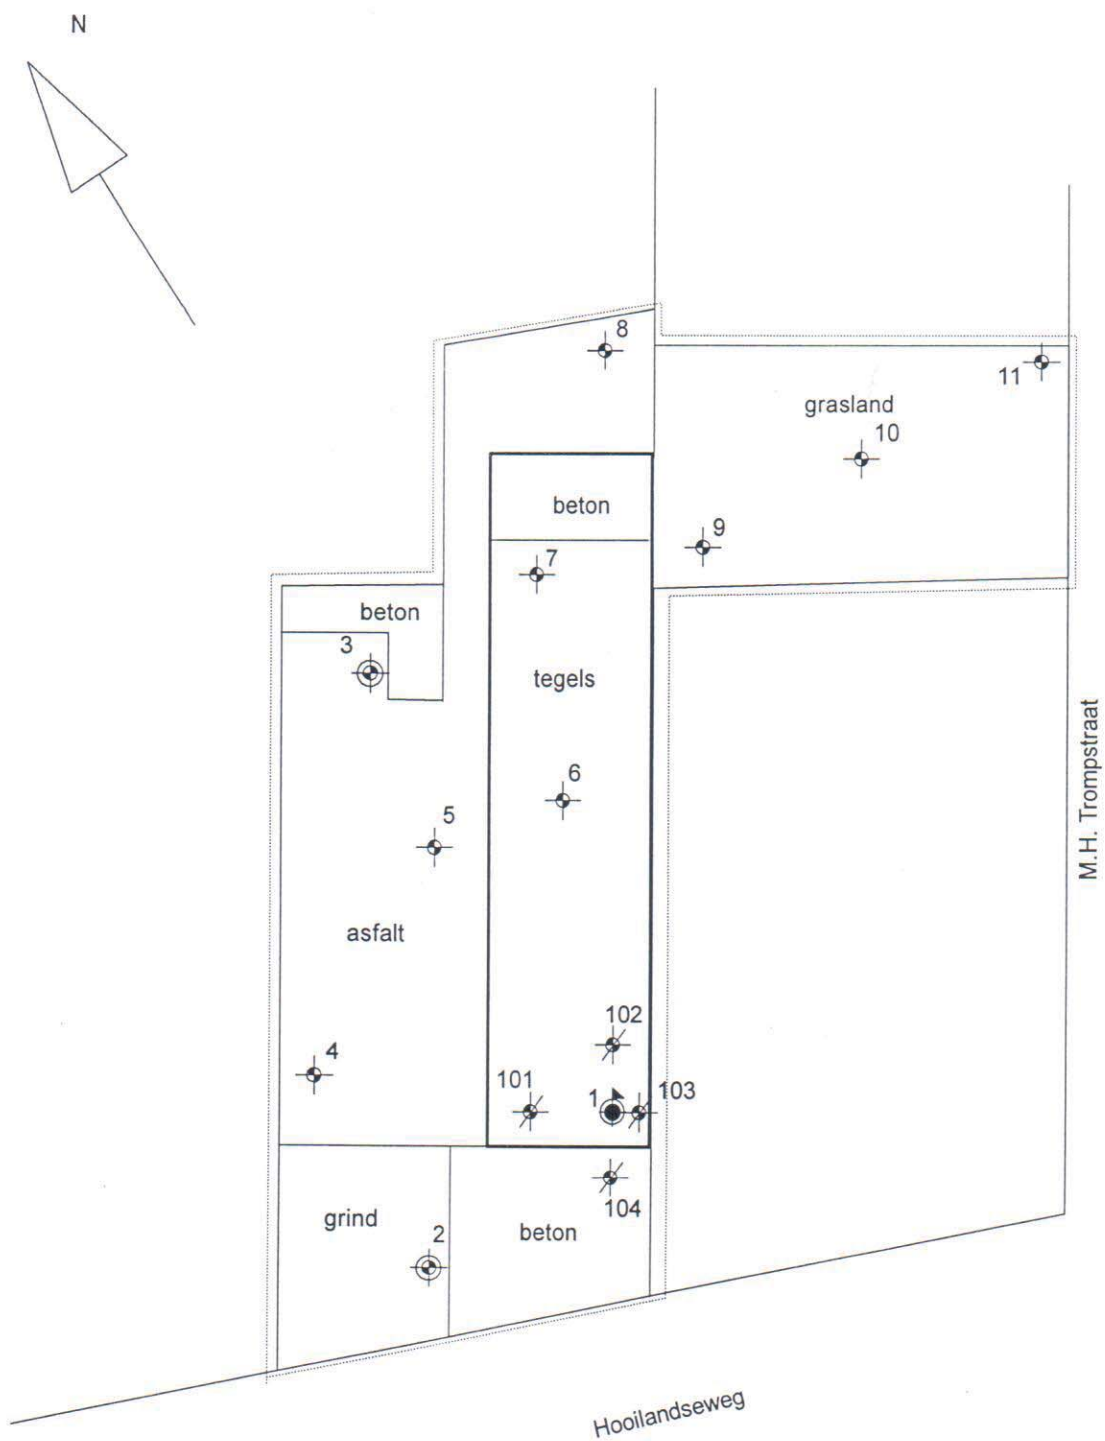 N
8
11
grasland
10
beton
9
7
beton
3
tegels
6
5
M.H. Trompstraat
asfalt
102
4
101
1
103
104
grind
2
beton
Hooilandseweg